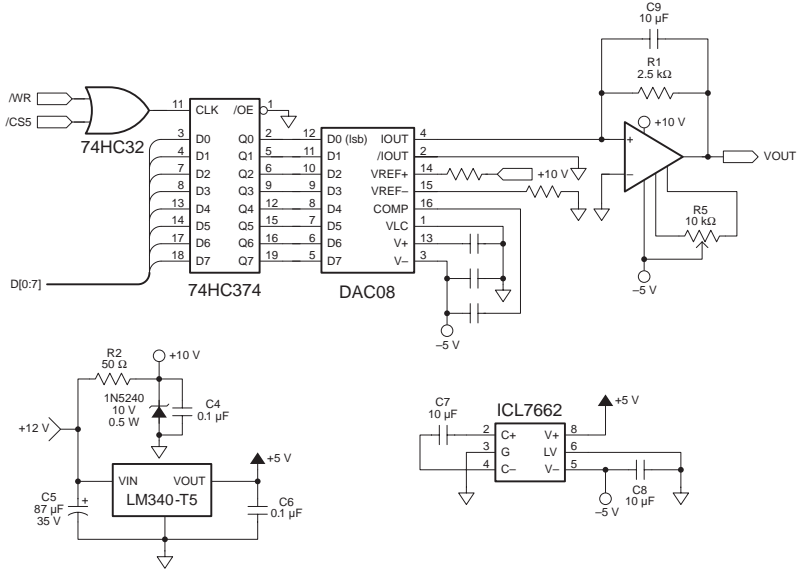 C9
10 µF
R1
2.5 kΩ
/WR
/CS5
74HC32
11 CLK /OE 1
3 D0 Q0 2
4 D1 Q1 5
7 D2 Q2 6
8 D3 Q3 9
13 D4 Q4 12
14 D5 Q5 15
17 D6 Q6 16
18 D7 Q7 19
74HC374
D[0:7]
12 D0 (lsb) IOUT 4
11 D1 /IOUT 2
10 D2 VREF+ 14
9 D3 VREF– 15
8 D4 COMP 16
7 D5 VLC 1
6 D6 V+ 13
5 D7 V– 3
DAC08
+10 V
–5 V
+10 V
+
–
VOUT
R5
10 kΩ
–5 V
R2
50 Ω
+10 V
1N5240
10 V
0.5 W
C4
0.1 µF
+12 V
+5 V
VIN VOUT
LM340-T5
C5
87 µF
35 V
+
C6
0.1 µF
ICL7662
C7
10 µF
+5 V
2 C+ V+ 8
3 G LV 6
4 C– V– 5
–5 V
C8
10 µF